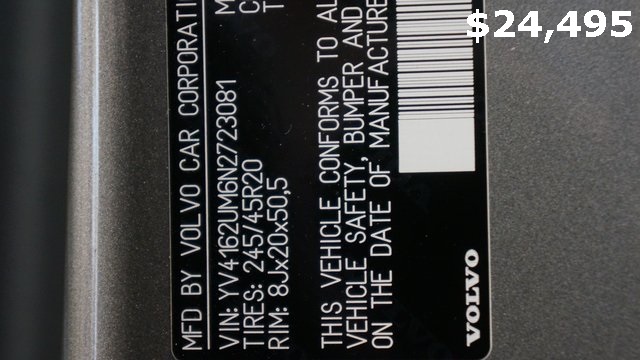 $24,495
MFD BY VOLVO CAR CORPORATI
VIN: YV4162UM6N2723081
TIRES: 245/45R20
RIM: 8Jx20x50,5
THIS VEHICLE CONFORMS TO AL
VEHICLE SAFETY, BUMPER AND
ON THE DATE OF MANUFACTURE
VOLVO